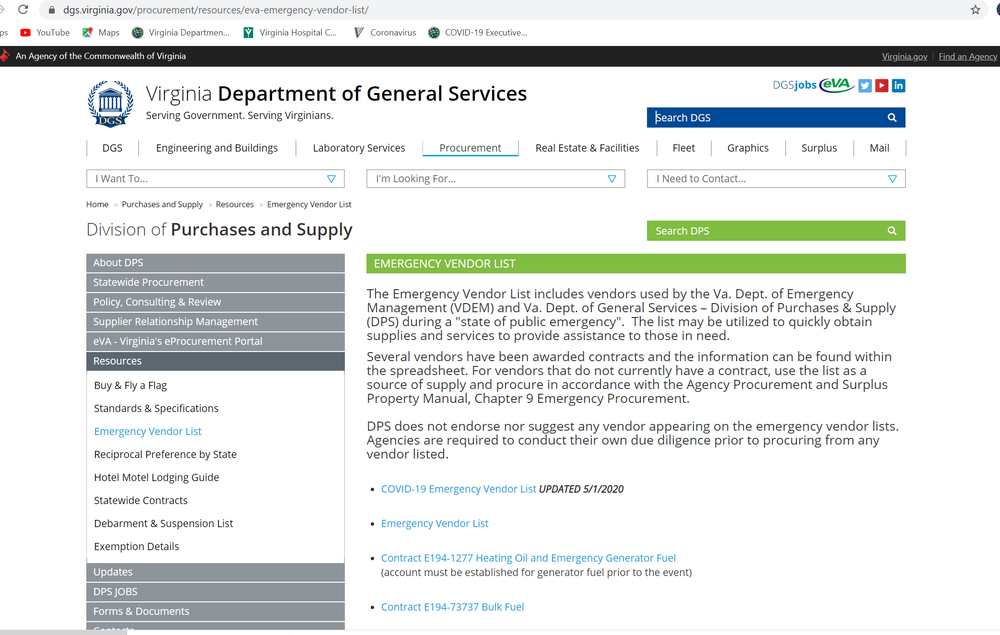 dgs.virginia.gov/procurement/resources/eva-emergency-vendor-list/
ps YouTube Maps Virginia Departmen... Virginia Hospital C... Coronavirus COVID-19 Executive...
An Agency of the Commonwealth of Virginia Virginia.gov Find an Agency
DGSjobs eVA
Virginia Department of General Services
Serving Government. Serving Virginians.
DGS
Search DGS
DGS Engineering and Buildings Laboratory Services Procurement Real Estate & Facilities Fleet Graphics Surplus Mail
I Want To... I'm Looking For... I Need to Contact...
Home » Purchases and Supply » Resources » Emergency Vendor List
Division of Purchases and Supply
Search DPS
About DPS
Statewide Procurement
Policy, Consulting & Review
Supplier Relationship Management
eVA - Virginia's eProcurement Portal
Resources
Buy & Fly a Flag
Standards & Specifications
Emergency Vendor List
Reciprocal Preference by State
Hotel Motel Lodging Guide
Statewide Contracts
Debarment & Suspension List
Exemption Details
Updates
DPS JOBS
Forms & Documents
Contacts
EMERGENCY VENDOR LIST
The Emergency Vendor List includes vendors used by the Va. Dept. of Emergency
Management (VDEM) and Va. Dept. of General Services – Division of Purchases & Supply
(DPS) during a "state of public emergency". The list may be utilized to quickly obtain
supplies and services to provide assistance to those in need.
Several vendors have been awarded contracts and the information can be found within
the spreadsheet. For vendors that do not currently have a contract, use the list as a
source of supply and procure in accordance with the Agency Procurement and Surplus
Property Manual, Chapter 9 Emergency Procurement.
DPS does not endorse nor suggest any vendor appearing on the emergency vendor lists.
Agencies are required to conduct their own due diligence prior to procuring from any
vendor listed.
• COVID-19 Emergency Vendor List UPDATED 5/1/2020
• Emergency Vendor List
• Contract E194-1277 Heating Oil and Emergency Generator Fuel
(account must be established for generator fuel prior to the event)
• Contract E194-73737 Bulk Fuel